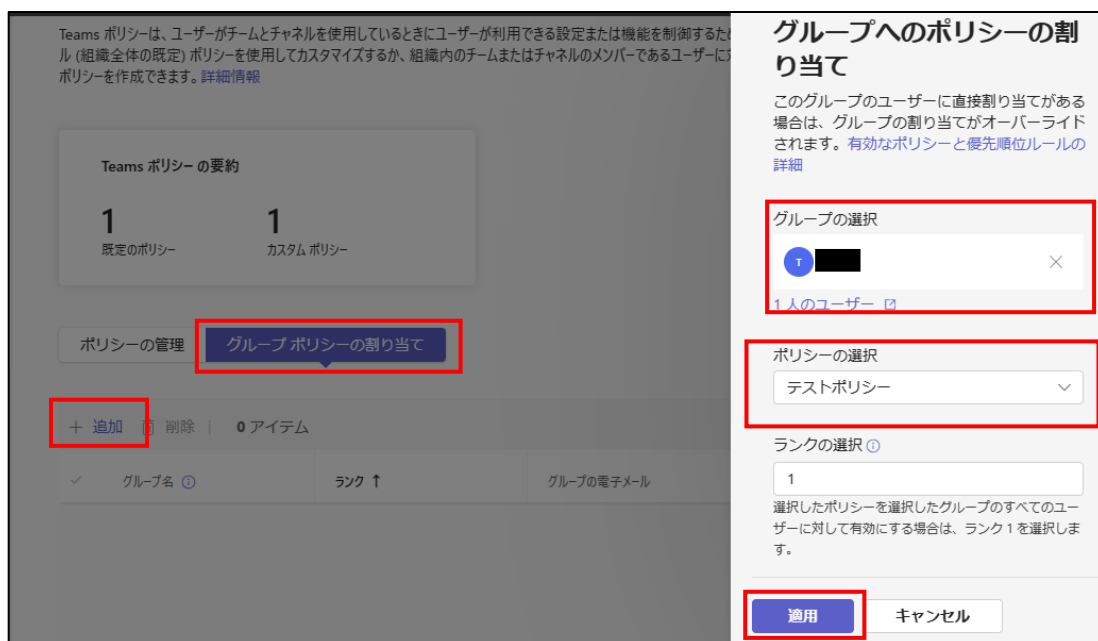 Teams ポリシーは、ユーザーがチームとチャネルを使用しているときにユーザーが利用できる設定または機能を制御するため
ル (組織全体の既定) ポリシーを使用してカスタマイズするか、組織内のチームまたはチャネルのメンバーであるユーザーに
ポリシーを作成できます。詳細情報
Teams ポリシー の要約
1
既定のポリシー
1
カスタム ポリシー
ポリシーの管理
グループ ポリシーの割り当て
+ 追加
削除
0 アイテム
グループ名
ランク ↑
グループの電子メール
グループへのポリシーの割
り当て
このグループのユーザーに直接割り当てがある
場合は、グループの割り当てがオーバーライド
されます。有効なポリシーと優先順位ルールの
詳細
グループの選択
T
1 人のユーザー
ポリシーの選択
テストポリシー
ランクの選択
1
選択したポリシーを選択したグループのすべてのユー
ザーに対して有効にする場合は、ランク 1 を選択しま
す。
適用
キャンセル